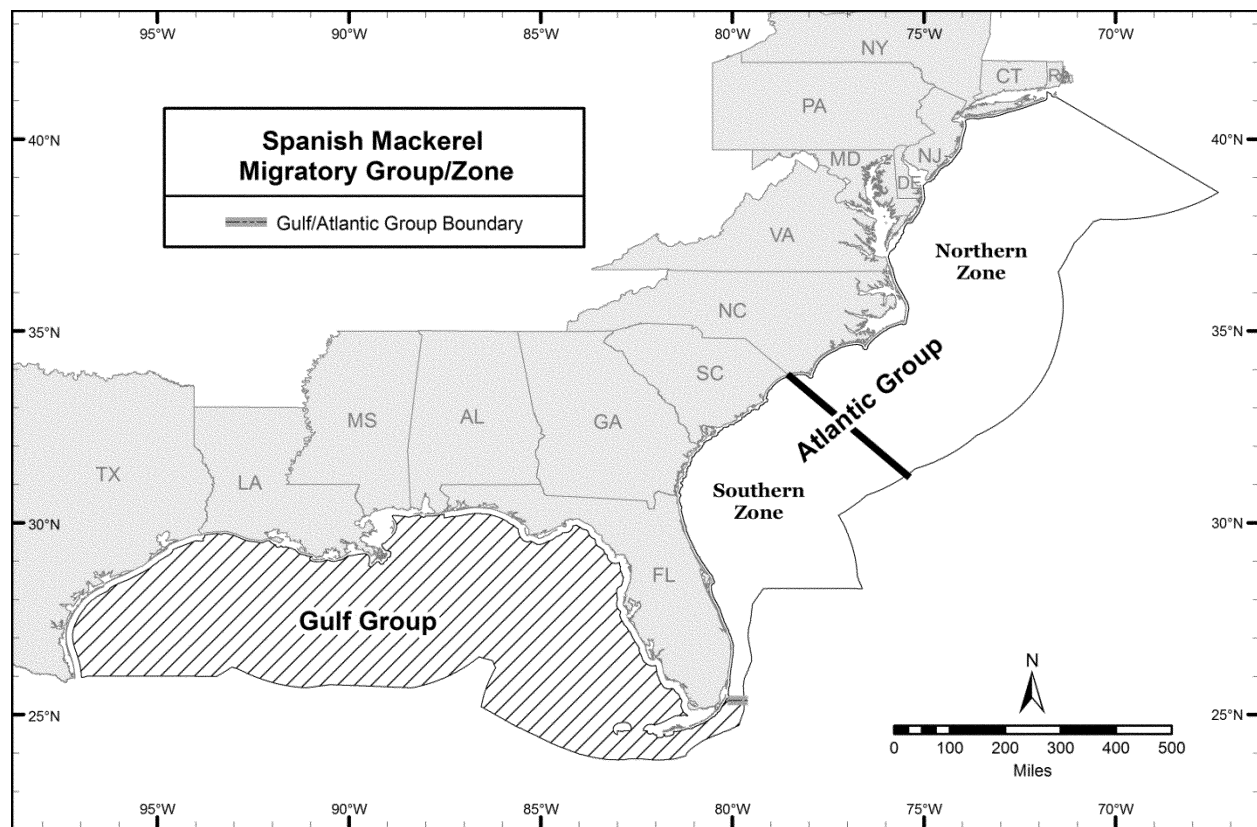 95°W 90°W 85°W 80°W 75°W 70°W
Spanish Mackerel
Migratory Group/Zone
Gulf/Atlantic Group Boundary
NY
CT
RI
PA
40°N 40°N
NJ
MD
DE
VA
Northern
Zone
NC
35°N 35°N
SC
Atlantic Group
MS
AL
GA
TX
LA
Southern
Zone
30°N 30°N
FL
Gulf Group
N
25°N 25°N
0 100 200 300 400 500
Miles
95°W 90°W 85°W 80°W 75°W 70°W